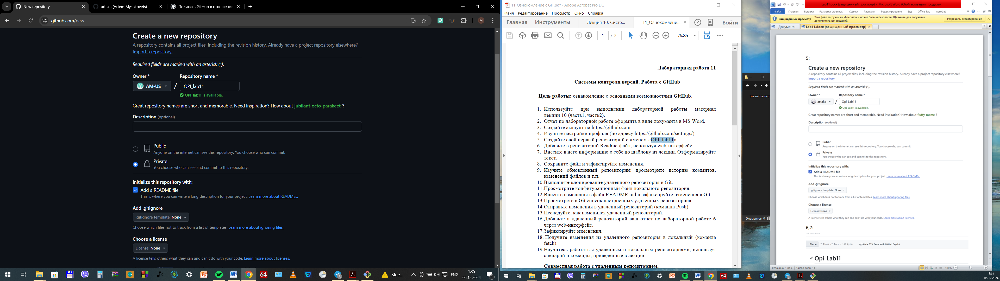 New repository
artaka (Artem Myshkovets)
Политика GitHub в отношени
github.com/new
M
Create a new repository
A repository contains all project files, including the revision history. Already have a project repository elsewhere?
Import a repository.
Required fields are marked with an asterisk (*).
Owner *
Repository name *
AM-US
/
OPI_lab11
OPI_lab11 is available.
Great repository names are short and memorable. Need inspiration? How about jubilant-octo-parakeet ?
Description (optional)
Public
Anyone on the internet can see this repository. You choose who can commit.
Private
You choose who can see and commit to this repository.
Initialize this repository with:
Add a README file
This is where you can write a long description for your project. Learn more about READMEs.
Add .gitignore
.gitignore template: None
Choose which files not to track from a list of templates. Learn more about ignoring files.
Choose a license
License: None
A license tells others what they can and can't do with your code. Learn more about licenses.
64
3
Slee...
ENG
1:35
05.12.2024
1
11_Ознокомление с GIT.pdf - Adobe Acrobat Pro DC
Файл Редактирование Просмотр Окно Справка
Главная Инструменты
Лекция 10. Систе...
11_Ознокомлени...
Войти
1 / 2
76,5%
Лабораторная работа 11
Системы контроля версий. Работа с GitHub
Цель работы: ознакомление с основными возможностями GitHub.
1. Используйте при выполнении лабораторной работы материал
лекции 10 (часть1, часть2).
2. Отчет по лабораторной работе оформить в виде документа в MS Word.
3. Создайте аккаунт на https://github.com
4. Изучите настройки профиля (по адресу https://github.com/settings/)
5. Создайте свой первый репозиторий с именем «OPI_lab11»
6. Добавьте в репозиторий Readme-файл, используя web-интерфейс.
7. Внесите в него информацию о себе по шаблону из лекции. Отформатируйте
текст.
8. Сохраните файл и зафиксируйте изменения.
9. Изучите обновленный репозиторий: просмотрите историю коммитов,
изменений файлов и т.п.
10.Выполните клонирование удаленного репозитория в Git.
11.Просмотрите конфигурационный файл локального репозитория.
12.Внесите изменения в файл README.md и зафиксируйте изменения в Git.
13.Просмотрете в Git список настроенных удаленных репозиториев.
14.Отправьте изменения в удаленный репозиторий (команда Push).
15.Исследуйте, как изменился удаленный репозиторий.
16.Добавьте в удаленный репозиторий ваш отчет по лабораторной работе 6
через web-интерфейс.
17.Зафиксируйте изменения.
18. Получите изменения из удаленного репозитория в локальный (команда
fetch).
19.Научитесь работать с удаленным и локальным репозиториями, используя
сценарий и команды, приведенные в лекции.
Совместная работа с удаленным репозиторием.
Эта папка пуст
Элементов: 0
Lab11.docx (защищенный просмотр) - Microsoft Word (Сбой активации продукта)
Файл Главная Вставка Разметка страницы Ссылки Рассылки Рецензирование Вид Office Tab Acrobat
Защищенный просмотр Этот файл загружен из Интернета и может быть небезопасен. Щелкните для получения
дополнительных сведений.
Разрешить редактирование
Документ1
Lab11.docx (защищенный просмотр)
5:
Create a new repository
A repository contains all project files, including the revision history. Already have a project repository elsewhere?
Import a repository.
Required fields are marked with an asterisk (*).
Owner *
Repository name *
artaka
/
Opi_Lab11
Opi_Lab11 is available.
Great repository names are short and memorable. Need inspiration? How about fluffy-meme ?
Description (optional)
Public
Anyone on the internet can see this repository. You choose who can commit.
Private
You choose who can see and commit to this repository.
Initialize this repository with:
Add a README file
This is where you can write a long description for your project. Learn more about READMEs.
Add .gitignore
.gitignore template: None
Choose which files not to track from a list of templates. Learn more about ignoring files.
Choose a license
License: None
A license tells others what they can and can't do with your code. Learn more about licenses.
6,7:
Blame 7 lines (7 loc) · 158 Bytes Code 55% faster with GitHub Copilot
Opi_Lab11
Страница: 1 из 4 Число слов: 11
100%
64
3
1:35
05.12.2024